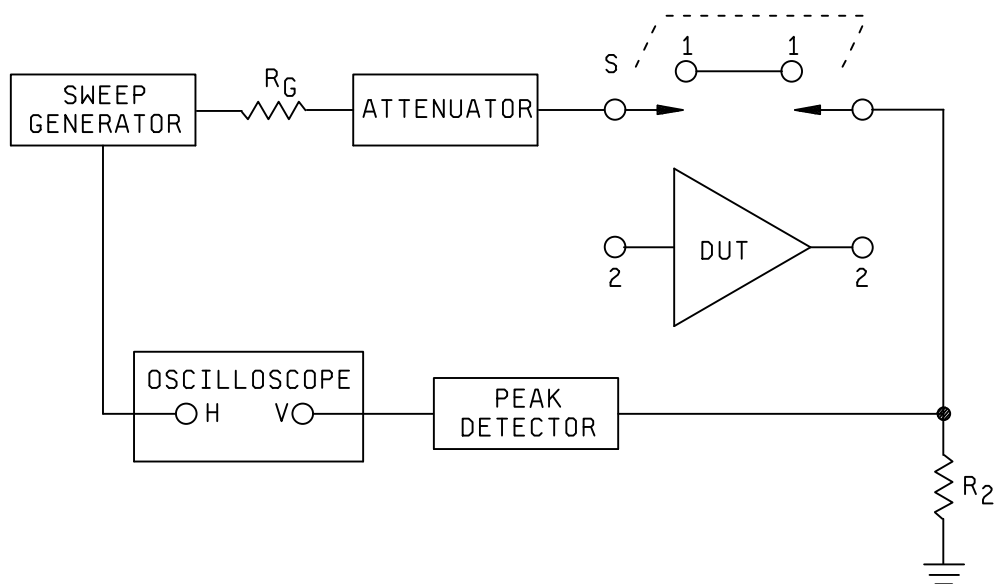 S
1 1
SWEEP
GENERATOR
RG
ATTENUATOR
DUT
2 2
OSCILLOSCOPE
H V
PEAK
DETECTOR
R2